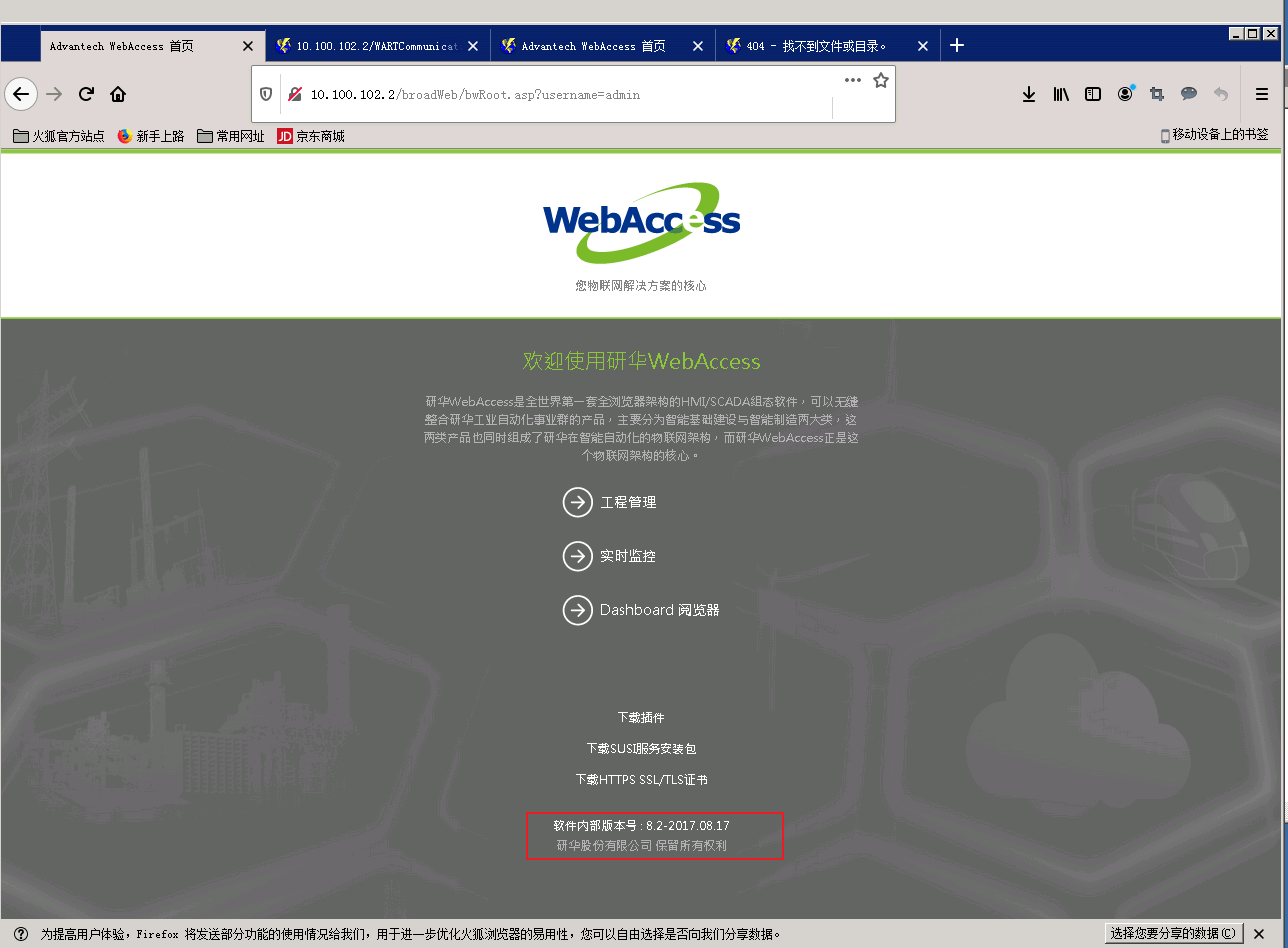 Advantech WebAccess 首页
10.100.102.2/WARTCommunicat
Advantech WebAccess 首页
404 - 找不到文件或目录。
10.100.102.2/broadWeb/bwRoot.asp?username=admin
火狐官方站点
新手上路
常用网址
JD 京东商城
移动设备上的书签
WebAccess
您物联网解决方案的核心
欢迎使用研华WebAccess
研华WebAccess是全世界第一套全浏览器架构的HMI/SCADA组态软件，可以无缝
整合研华工业自动化事业群的产品，主要分为智能基础建设与智能制造两大类，这
两类产品也同时组成了研华在智能自动化的物联网架构，而研华WebAccess正是这
个物联网架构的核心。
工程管理
实时监控
Dashboard 阅览器
下载插件
下载SUSI服务安装包
下载HTTPS SSL/TLS证书
软件内部版本号 : 8.2-2017.08.17
研华股份有限公司 保留所有权利
为提高用户体验，Firefox 将发送部分功能的使用情况给我们，用于进一步优化火狐浏览器的易用性，您可以自由选择是否向我们分享数据。
选择您要分享的数据(C)